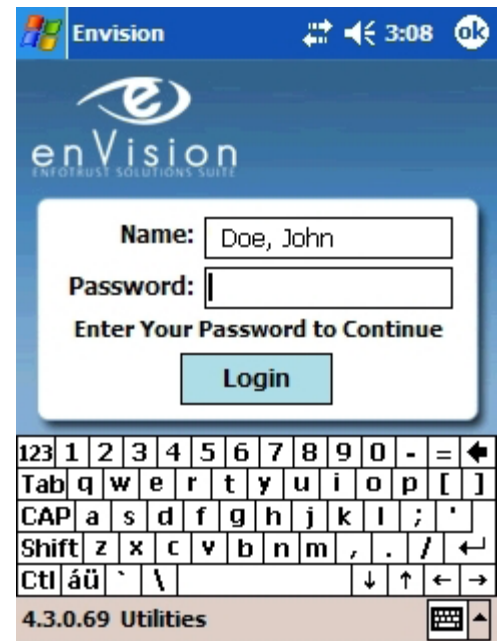 Envision 3:08 ok
enVision
ENFOTRUST SOLUTIONS SUITE
Name: Doe, John
Password:
Enter Your Password to Continue
Login
123 1 2 3 4 5 6 7 8 9 0 - = ←
Tab q w e r t y u i o p [ ]
CAP a s d f g h j k l ; '
Shift z x c v b n m , . / ↵
Ctl áü ` \ ↓ ↑ ← →
4.3.0.69 Utilities